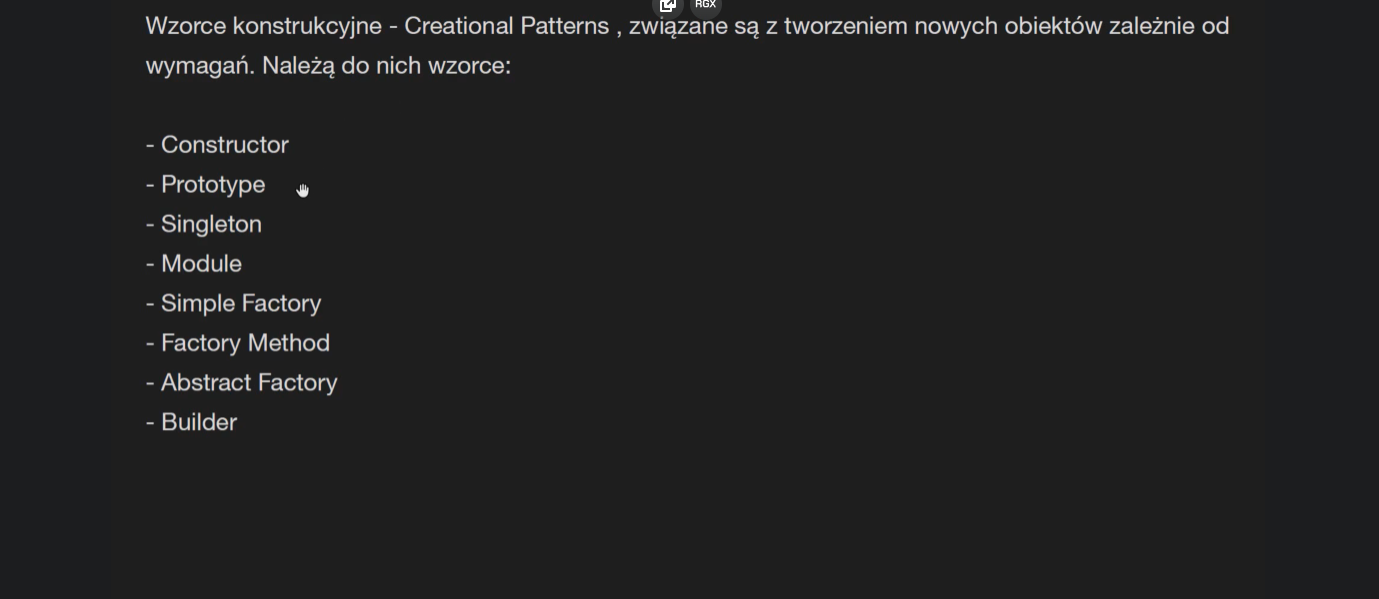 RGX
Wzorce konstrukcyjne - Creational Patterns , związane są z tworzeniem nowych obiektów zależnie od
wymagań. Należą do nich wzorce:
- Constructor
- Prototype
- Singleton
- Module
- Simple Factory
- Factory Method
- Abstract Factory
- Builder